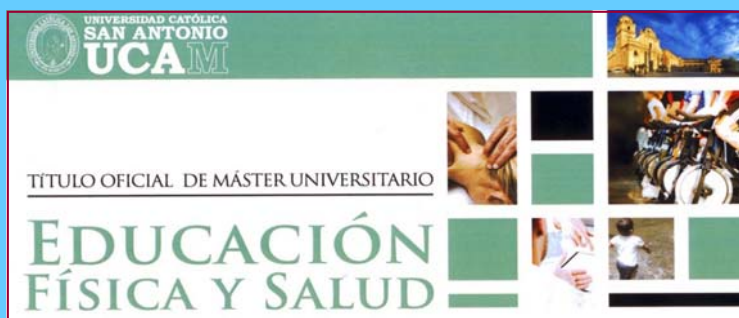 UNIVERSIDAD CATÓLICA
SAN ANTONIO
UCAM
TÍTULO OFICIAL DE MÁSTER UNIVERSITARIO
EDUCACIÓN
FÍSICA Y SALUD